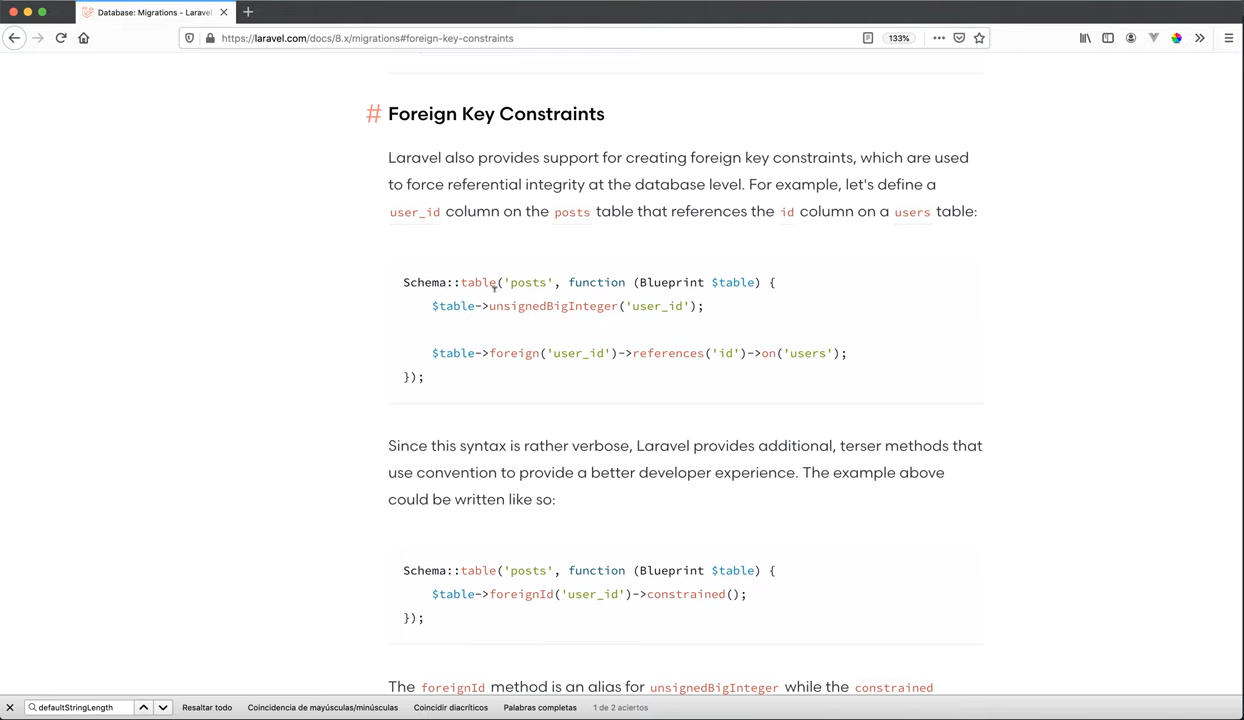 Database: Migrations - Laravel
https://laravel.com/docs/8.x/migrations#foreign-key-constraints
133%
# Foreign Key Constraints
Laravel also provides support for creating foreign key constraints, which are used
to force referential integrity at the database level. For example, let's define a
user_id column on the posts table that references the id column on a users table:
Schema::table('posts', function (Blueprint $table) {
    $table->unsignedBigInteger('user_id');
    $table->foreign('user_id')->references('id')->on('users');
});
Since this syntax is rather verbose, Laravel provides additional, terser methods that
use convention to provide a better developer experience. The example above
could be written like so:
Schema::table('posts', function (Blueprint $table) {
    $table->foreignId('user_id')->constrained();
});
The foreignId method is an alias for unsignedBigInteger while the constrained
defaultStringLength Resaltar todo Coincidencia de mayúsculas/minúsculas Coincidir diacríticos Palabras completas 1 de 2 aciertos